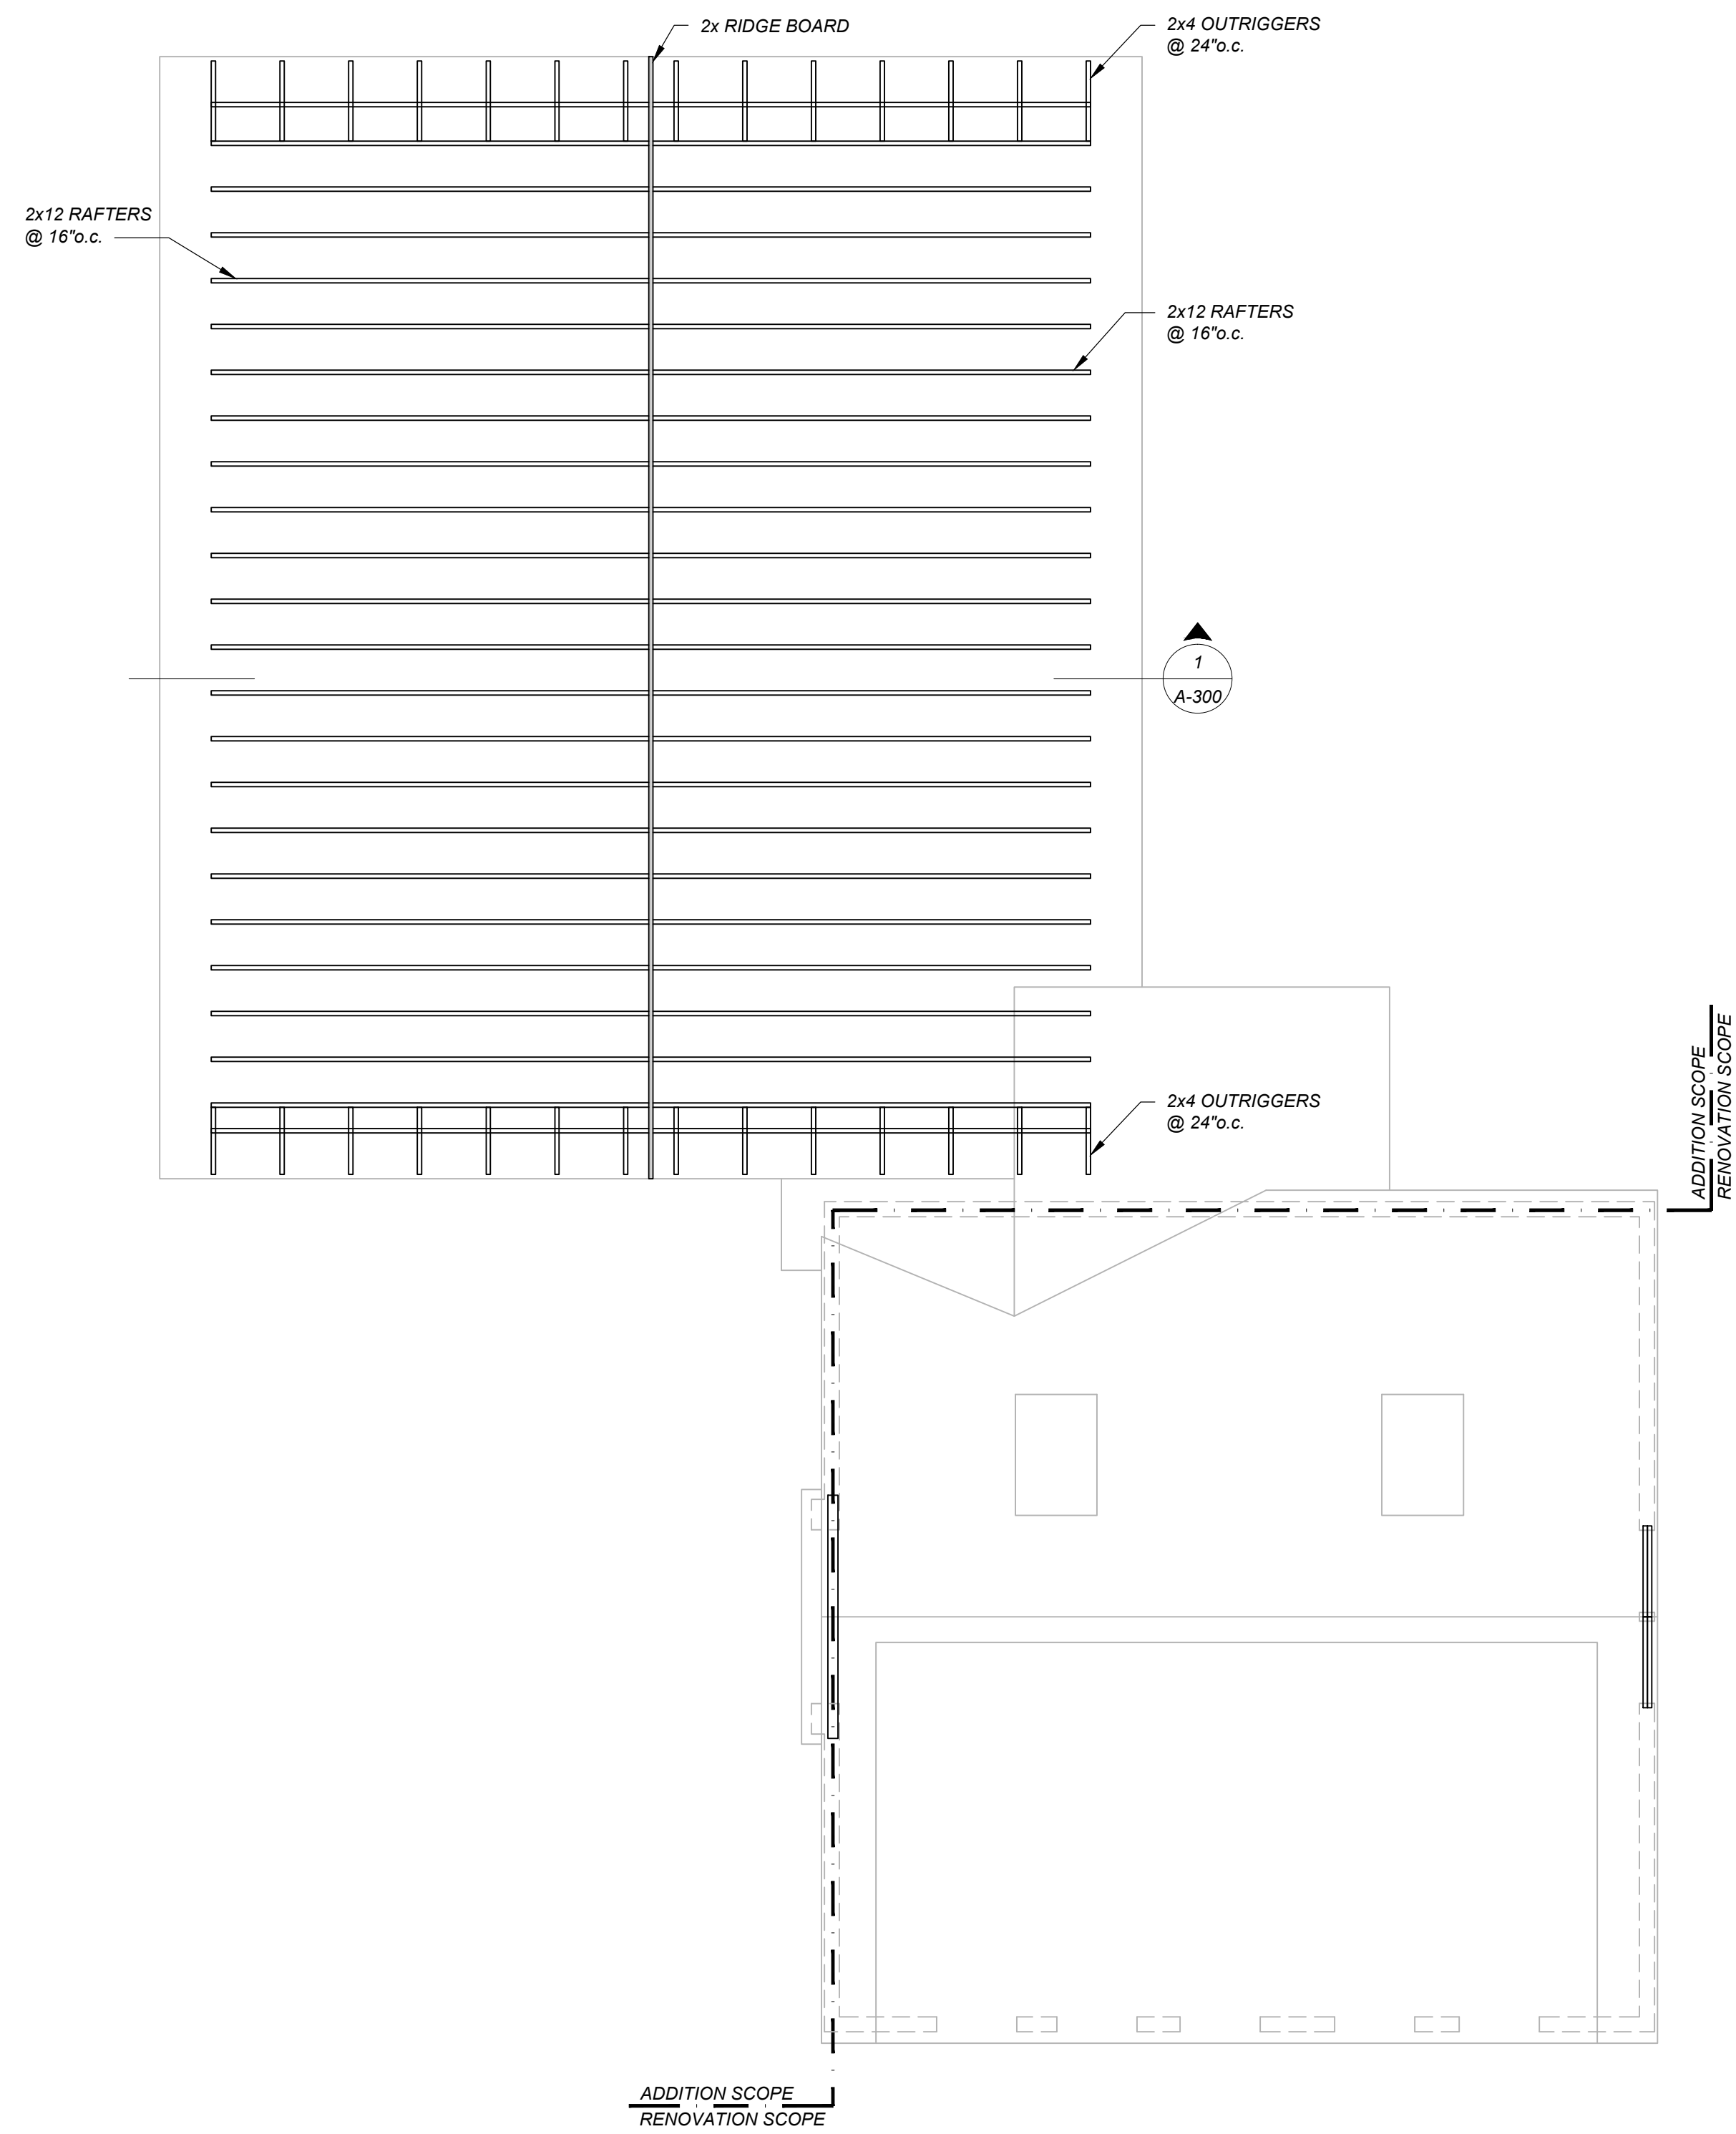 2x RIDGE BOARD
2x4 OUTRIGGERS
@ 24"o.c.
2x12 RAFTERS
@ 16"o.c.
2x12 RAFTERS
@ 16"o.c.
1
A-300
ADDITION SCOPE
RENOVATION SCOPE
2x4 OUTRIGGERS
@ 24"o.c.
ADDITION SCOPE
RENOVATION SCOPE